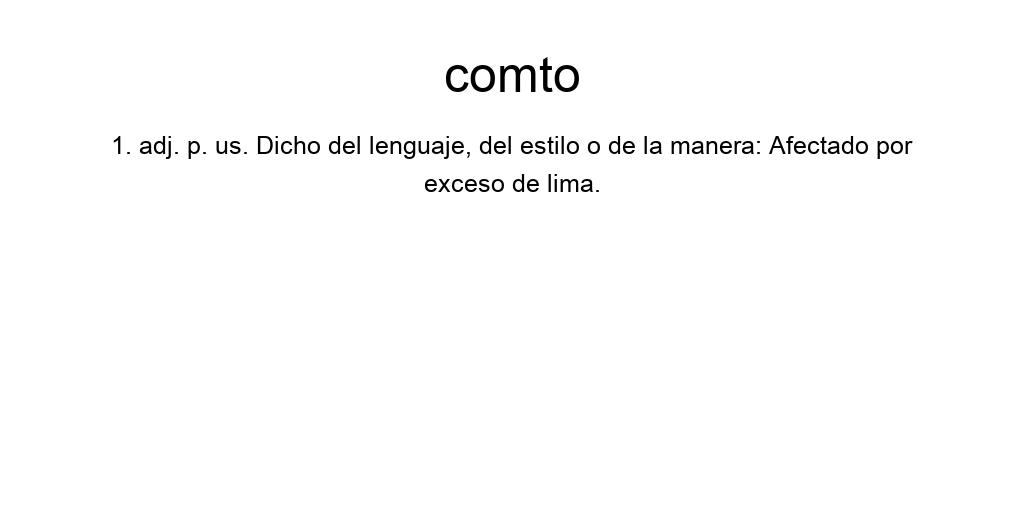 comto
1. adj. p. us. Dicho del lenguaje, del estilo o de la manera: Afectado por
exceso de lima.